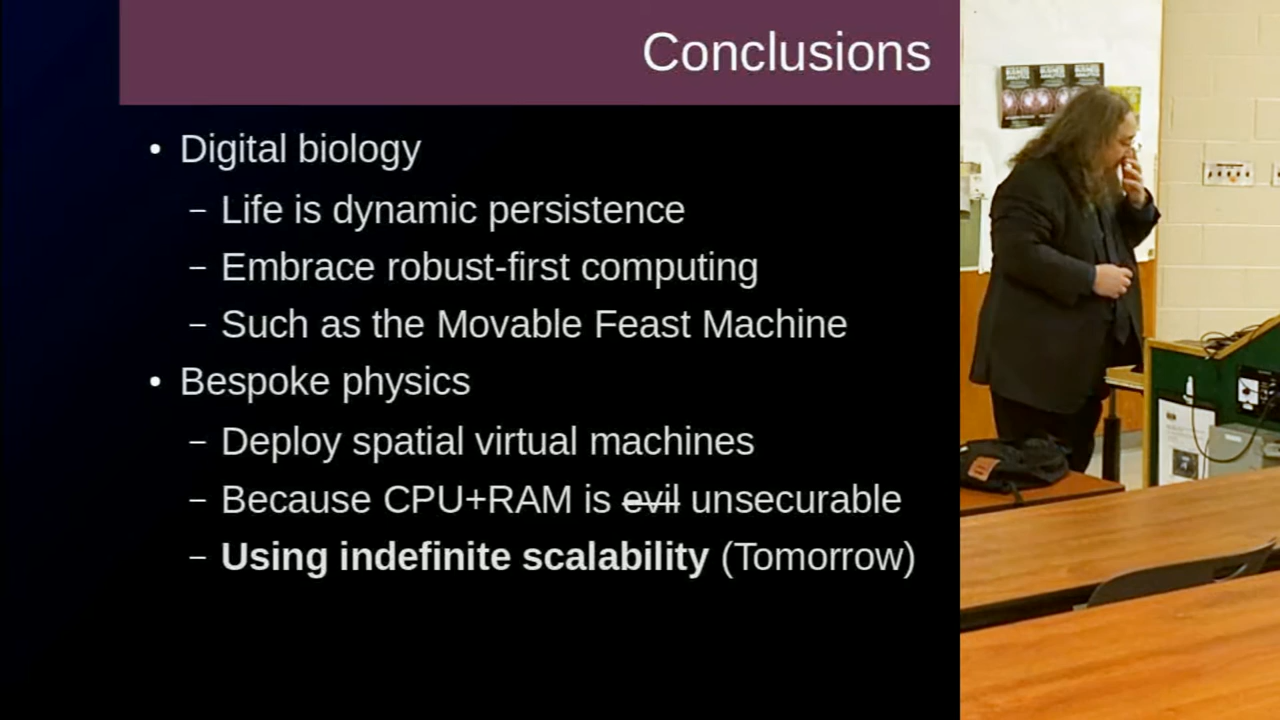 Conclusions
• Digital biology
– Life is dynamic persistence
– Embrace robust-first computing
– Such as the Movable Feast Machine
• Bespoke physics
– Deploy spatial virtual machines
– Because CPU+RAM is ~~evil~~ unsecurable
– Using indefinite scalability (Tomorrow)